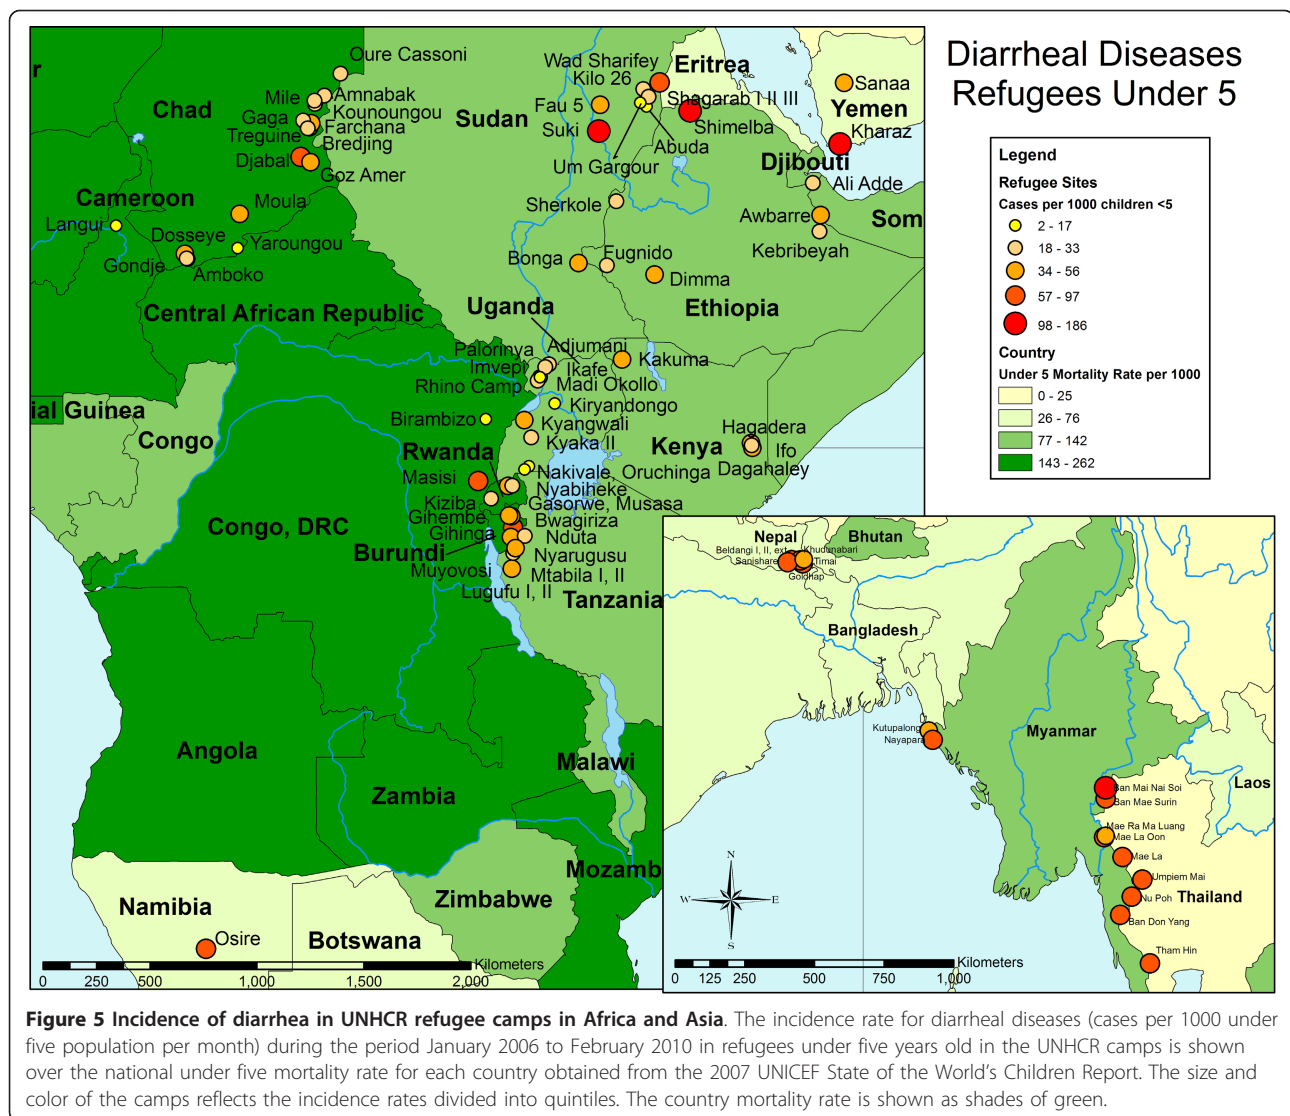 Diarrheal Diseases
Refugees Under 5
Legend
Refugee Sites
Cases per 1000 children <5
2 - 17
18 - 33
34 - 56
57 - 97
98 - 186
Country
Under 5 Mortality Rate per 1000
0 - 25
26 - 76
77 - 142
143 - 262
r
Oure Cassoni
Chad
Mile
Amnabak
Kounoungou
Gaga
Farchana
Treguine
Bredjing
Djabal
Goz Amer
Cameroon
Langui
Moula
Dosseye
Yaroungou
Gondje
Amboko
Central African Republic
Sudan
Wad Sharifey
Kilo 26
Eritrea
Fau 5
Shagarab I II III
Suki
Shimelba
Abuda
Um Gargour
Sanaa
Yemen
Kharaz
Djibouti
Ali Adde
Sherkole
Awbarre
Som
Kebribeyah
Bonga
Fugnido
Dimma
Ethiopia
Uganda
Palorinya
Adjumani
Imvepi
Ikafe
Kakuma
Rhino Camp
Madi Okollo
Kiryandongo
Birambizo
Kyangwali
Kyaka II
Hagadera
Kenya
Ifo
Dagahaley
ial Guinea
Congo
Rwanda
Masisi
Nakivale, Oruchinga
Nyabiheke
Kiziba
Gasorwe, Musasa
Gihembe
Bwagiriza
Gihinga
Nduta
Congo, DRC
Burundi
Nyarugusu
Muyovosi
Mtabila I, II
Lugufu I, II
Tanzania
Angola
Zambia
Malawi
Mozamb
Zimbabwe
Namibia
Osire
Botswana
Kilometers
0 250 500 1,000 1,500 2,000
Nepal
Bhutan
Beldangi I, II, ext
Khudunabari
Sanishare
Timai
Goldhap
Bangladesh
Kutupalong
Nayapara
Myanmar
Laos
Ban Mai Nai Soi
Ban Mae Surin
Mae Ra Ma Luang
Mae La Oon
Mae La
Umpiem Mai
Nu Poh
Thailand
Ban Don Yang
Tham Hin
N
W E
S
Kilometers
0 125 250 500 750 1,000
Figure 5 Incidence of diarrhea in UNHCR refugee camps in Africa and Asia. The incidence rate for diarrheal diseases (cases per 1000 under
five population per month) during the period January 2006 to February 2010 in refugees under five years old in the UNHCR camps is shown
over the national under five mortality rate for each country obtained from the 2007 UNICEF State of the World's Children Report. The size and
color of the camps reflects the incidence rates divided into quintiles. The country mortality rate is shown as shades of green.